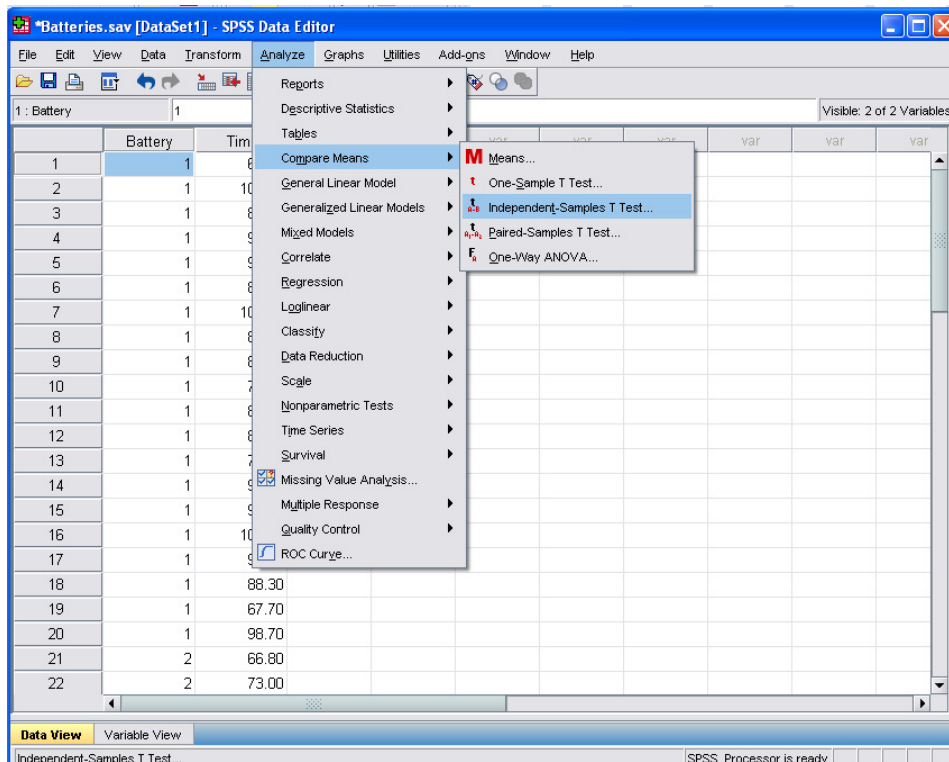 *Batteries.sav [DataSet1] - SPSS Data Editor
File Edit View Data Transform Analyze Graphs Utilities Add-ons Window Help
1 : Battery 1 Visible: 2 of 2 Variables
Battery Tim var var var var var var
Reports
Descriptive Statistics
Tables
Compare Means
General Linear Model
Generalized Linear Models
Mixed Models
Correlate
Regression
Loglinear
Classify
Data Reduction
Scale
Nonparametric Tests
Time Series
Survival
Missing Value Analysis...
Multiple Response
Quality Control
ROC Curve...
M Means...
t One-Sample T Test...
Independent-Samples T Test...
Paired-Samples T Test...
One-Way ANOVA...
1 1
2 1 10
3 1
4 1
5 1
6 1
7 1 10
8 1
9 1
10 1
11 1
12 1
13 1
14 1
15 1
16 1 10
17 1
18 1 88.30
19 1 67.70
20 1 98.70
21 2 66.80
22 2 73.00
Data View Variable View
Independent-Samples T Test... SPSS Processor is ready